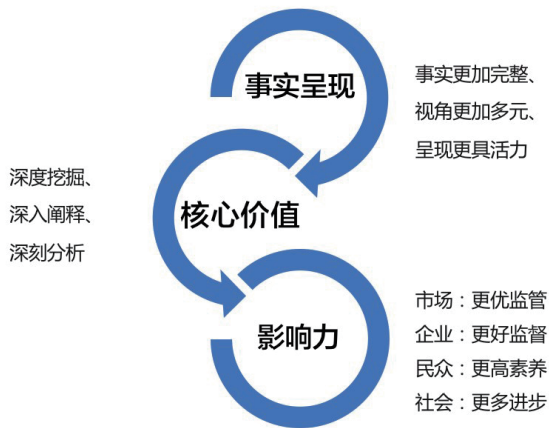 事实呈现
事实更加完整、
视角更加多元、
呈现更具活力
深度挖掘、
深入阐释、
深刻分析
核心价值
影响力
市场：更优监管
企业：更好监督
民众：更高素养
社会：更多进步